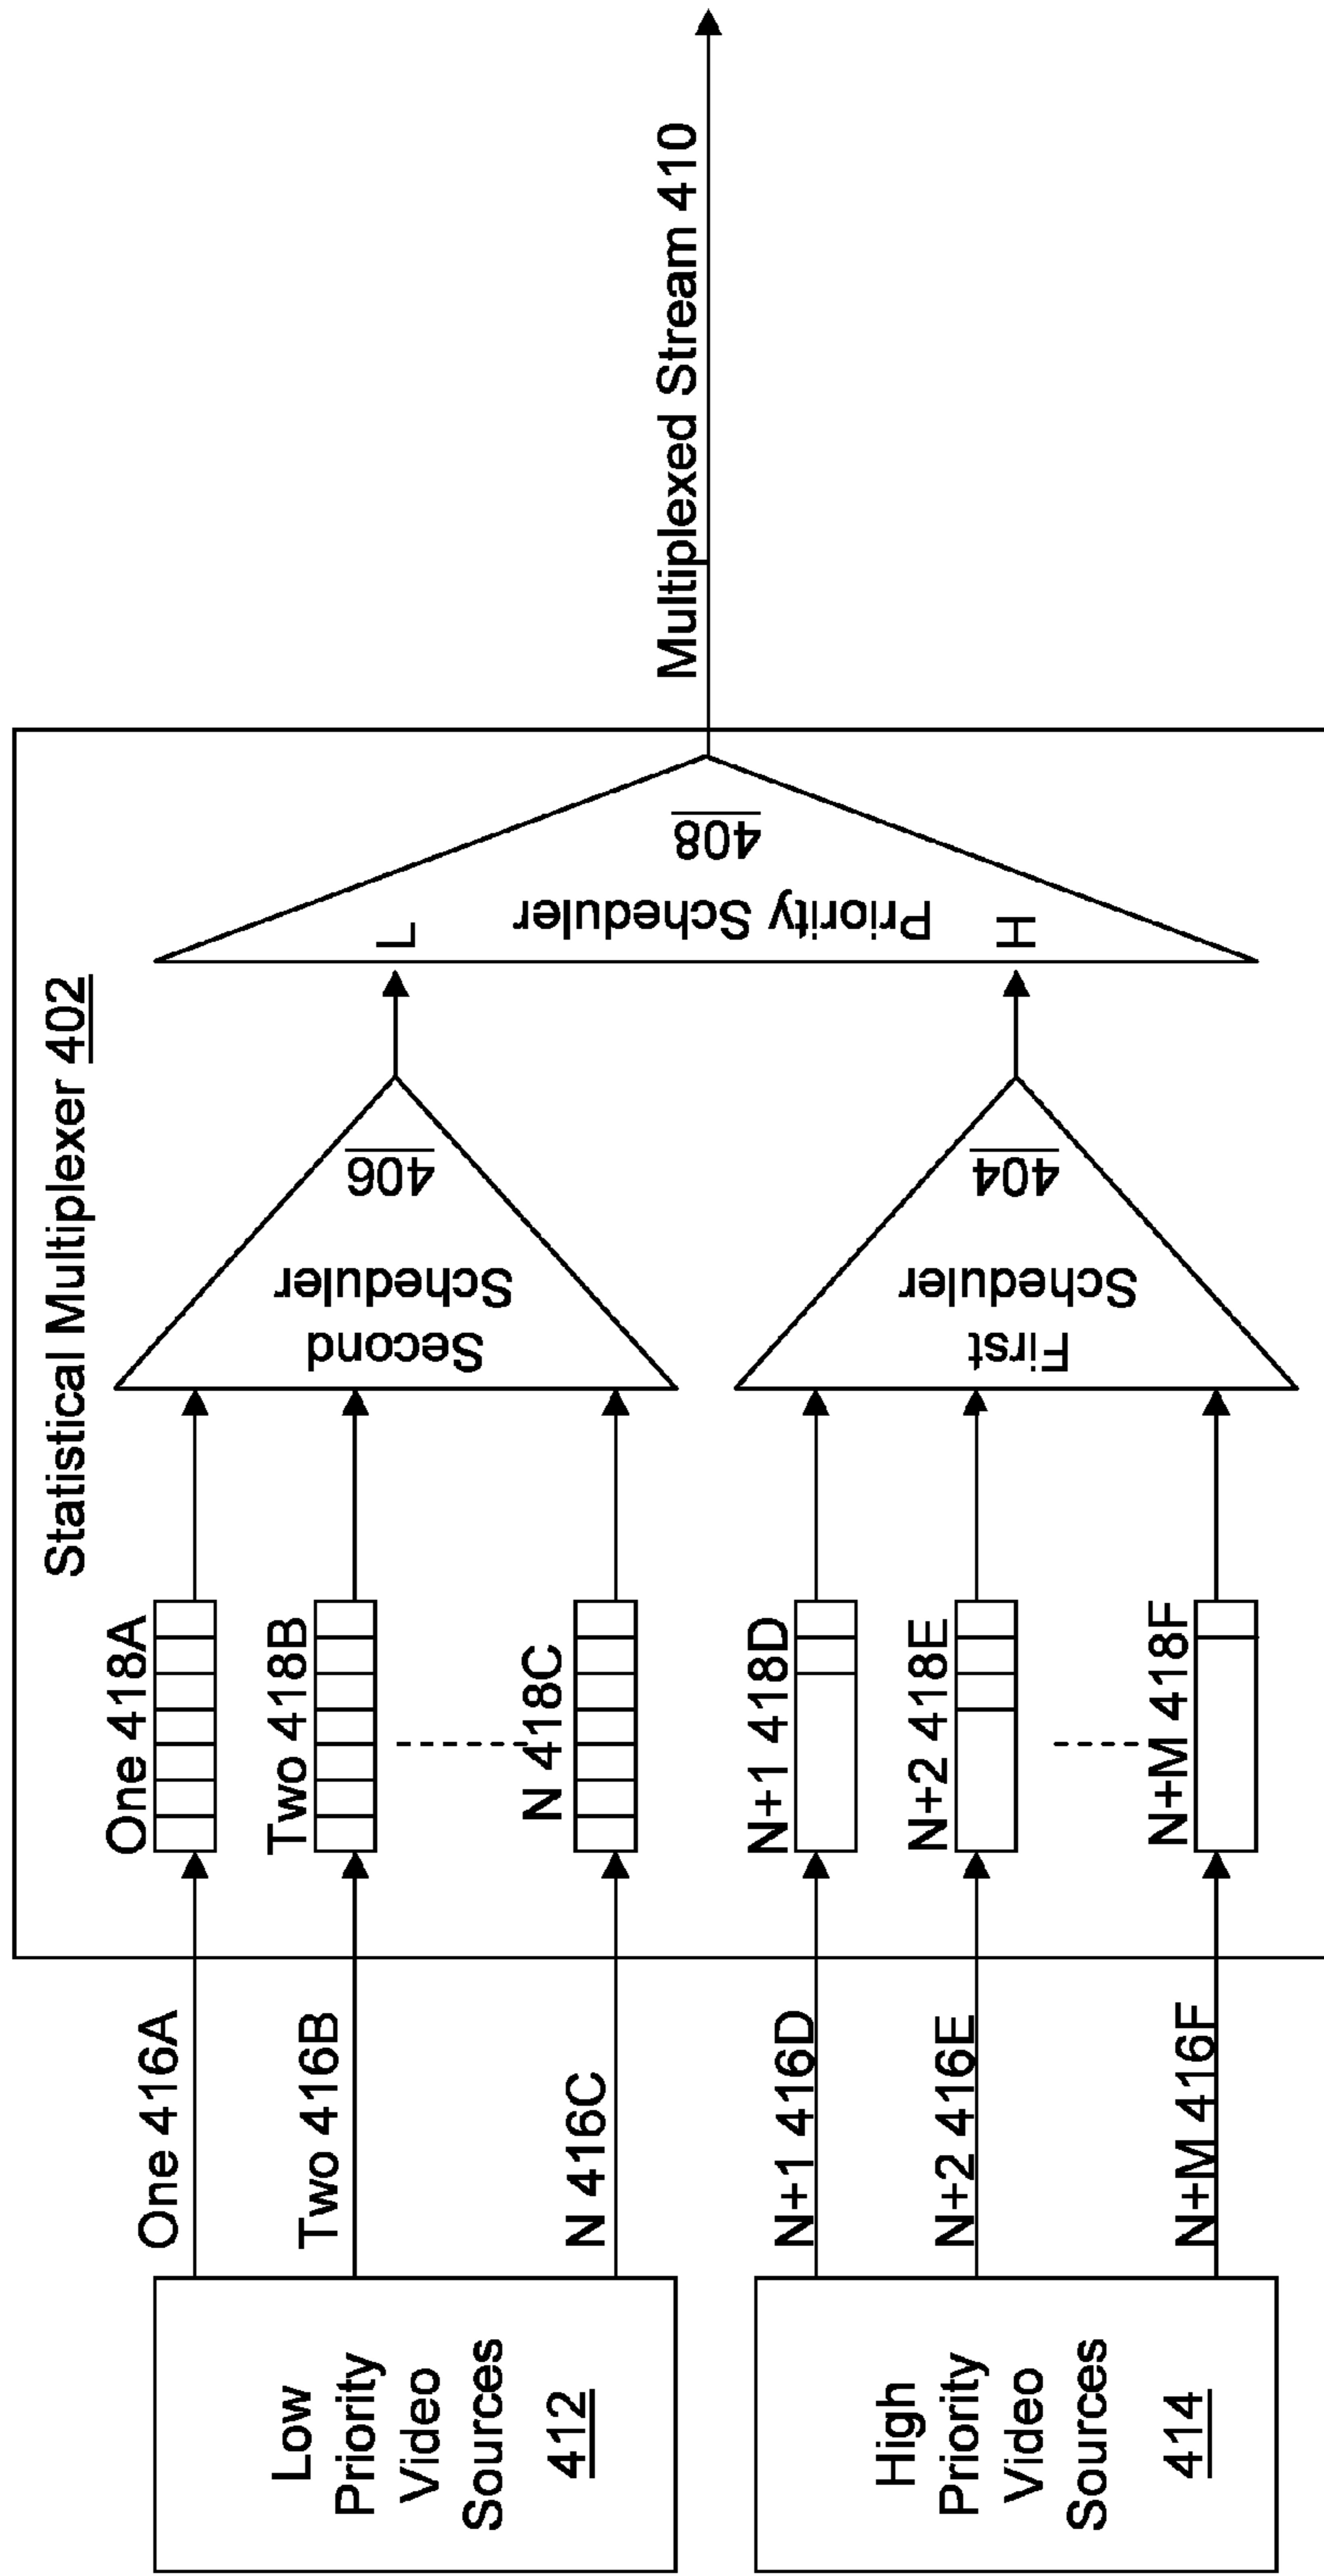 Statistical Multiplexer 402
Low
Priority
Video
Sources
412
One 416A
Two 416B
N 416C
One 418A
Two 418B
N 418C
Second
Scheduler
406
L
High
Priority
Video
Sources
414
N+1 416D
N+2 416E
N+M 416F
N+1 418D
N+2 418E
N+M 418F
First
Scheduler
404
H
Priority Scheduler
408
Multiplexed Stream 410